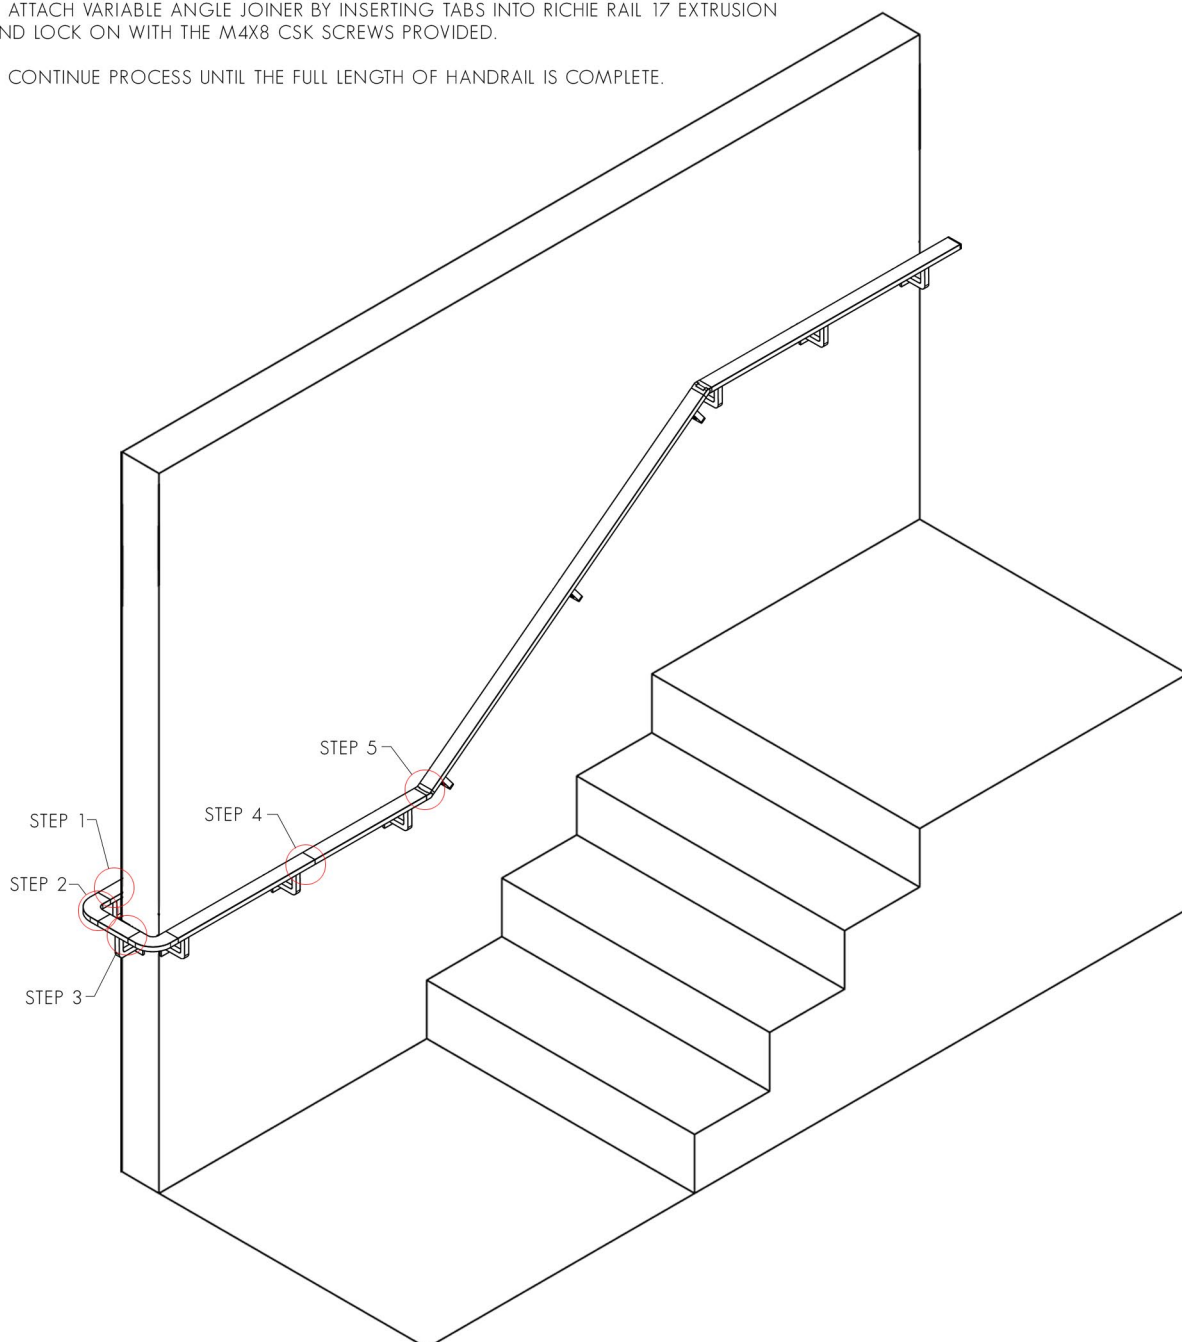 ATTACH VARIABLE ANGLE JOINER BY INSERTING TABS INTO RICHIE RAIL 17 EXTRUSION
ND LOCK ON WITH THE M4X8 CSK SCREWS PROVIDED.
CONTINUE PROCESS UNTIL THE FULL LENGTH OF HANDRAIL IS COMPLETE.
STEP 5
STEP 4
STEP 1
STEP 2
STEP 3